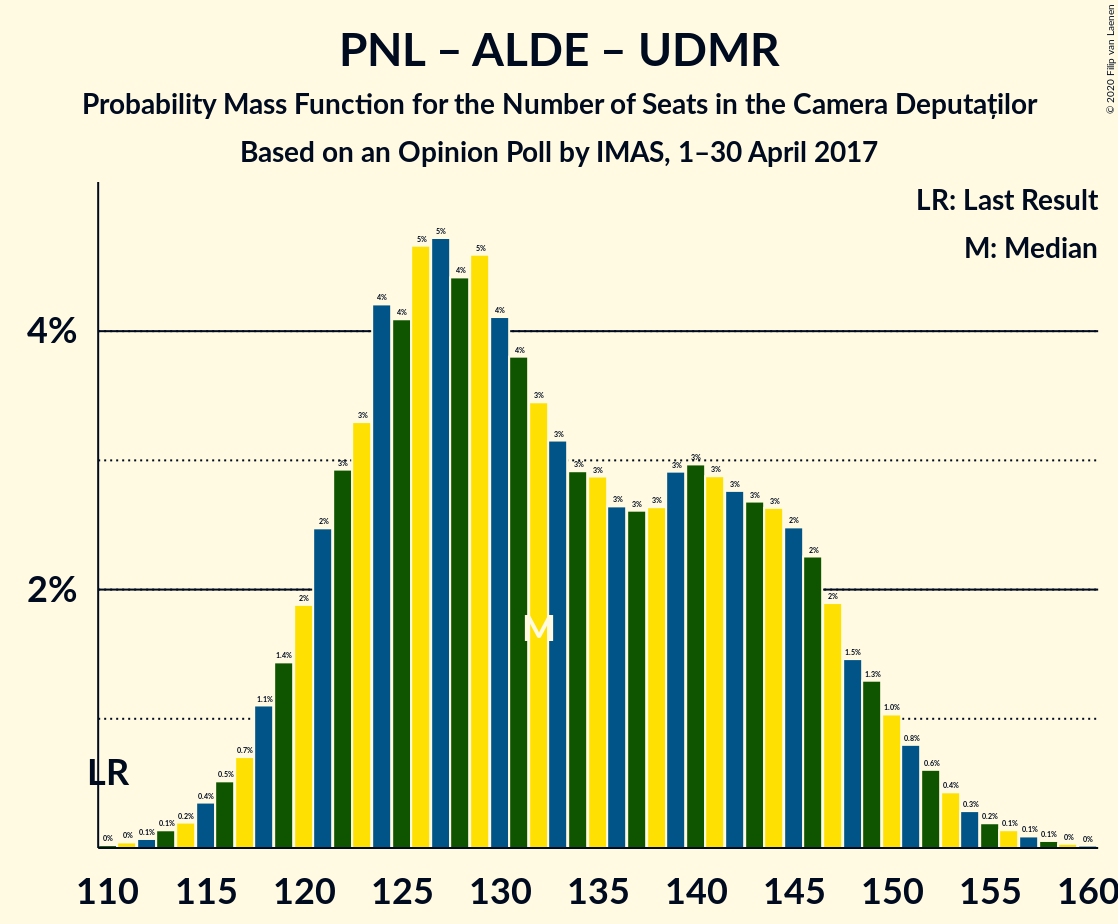 PNL – ALDE – UDMR
Probability Mass Function for the Number of Seats in the Camera Deputaților
Based on an Opinion Poll by IMAS, 1–30 April 2017
© 2020 Filip van Laenen
LR: Last Result
M: Median
4%
2%
0% 0% 0.1% 0.1% 0.2% 0.4% 0.5% 0.7% 1.1% 1.4% 2% 2% 3% 3% 4% 4% 5% 5% 4% 5% 4% 4% 3% 3% 3% 3% 3% 3% 3% 3% 3% 3% 3% 3% 3% 2% 2% 2% 1.5% 1.3% 1.0% 0.8% 0.6% 0.4% 0.3% 0.2% 0.1% 0.1% 0.1% 0% 0%
M
LR
110 115 120 125 130 135 140 145 150 155 160